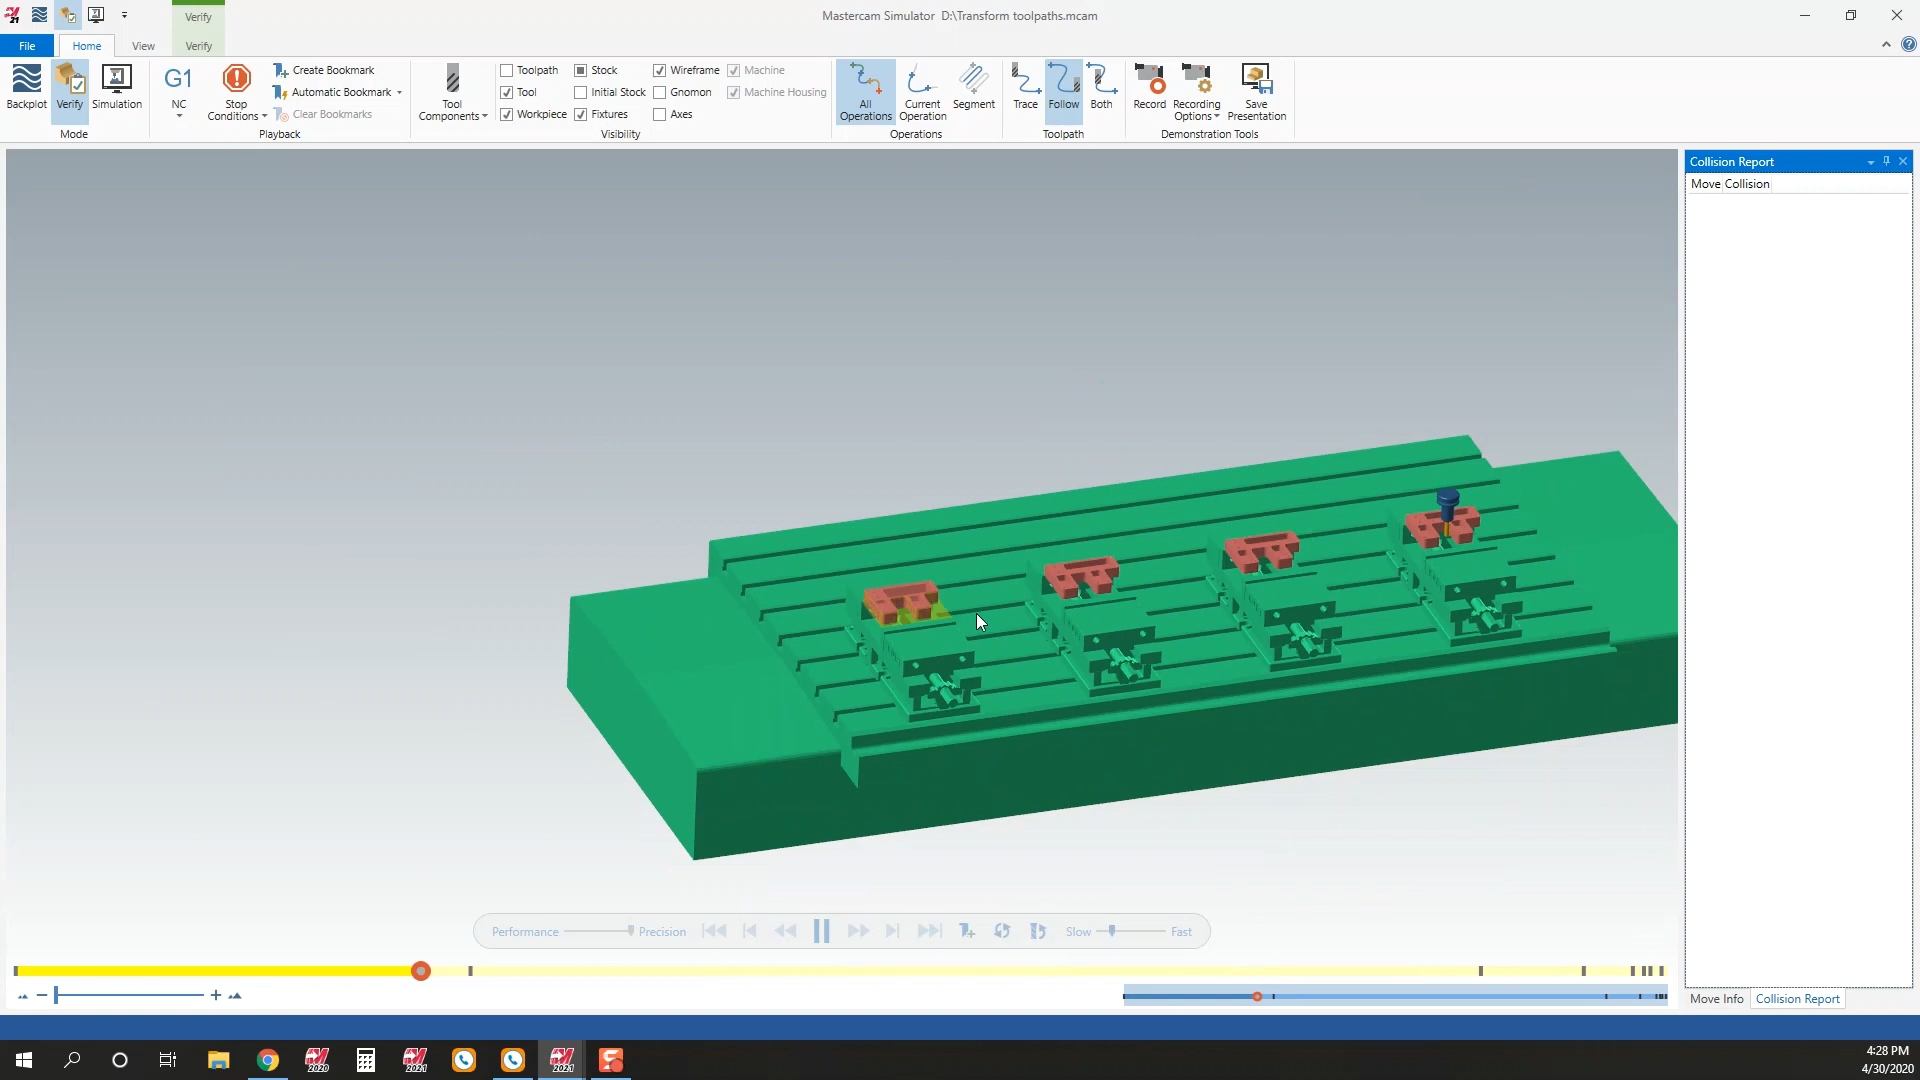 Verify
Mastercam Simulator D:\Transform toolpaths.mcam
File
Home
View
Verify
Backplot
Verify
Simulation
Mode
G1
NC
Stop
Conditions
Create Bookmark
Automatic Bookmark
Clear Bookmarks
Playback
Tool
Components
Toolpath
Stock
Wireframe
Machine
Tool
Initial Stock
Gnomon
Machine Housing
Workpiece
Fixtures
Axes
Visibility
All
Operations
Current
Operation
Segment
Operations
Trace
Follow
Both
Toolpath
Record
Recording
Options
Save
Presentation
Demonstration Tools
Collision Report
Move Collision
Performance
Precision
Slow
Fast
Move Info
Collision Report
2020
2021
2021
4:28 PM
4/30/2020